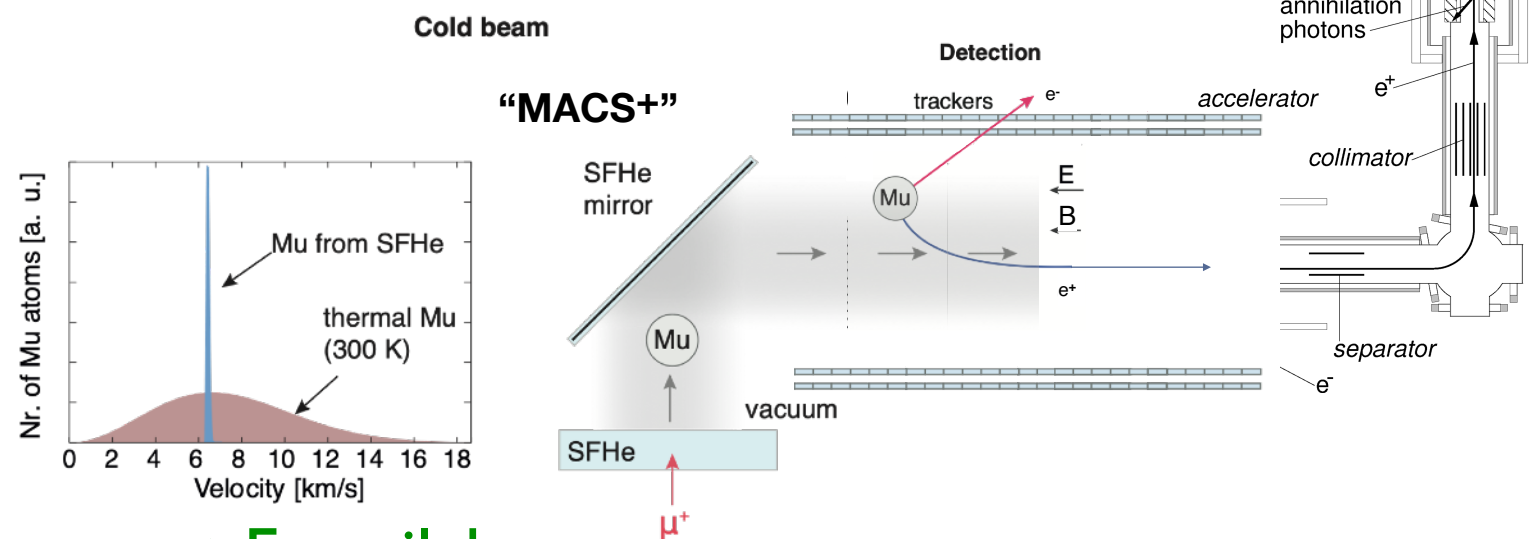 Cold beam
"MACS+"
Nr. of Mu atoms [a. u.]
Mu from SFHe
thermal Mu
(300 K)
0 2 4 6 8 10 12 14 16 18
Velocity [km/s]
SFHe
mirror
Mu
vacuum
SFHe
μ+
Detection
trackers
e-
Mu
E
B
e+
accelerator
annihilation
photons
e+
collimator
separator
e-